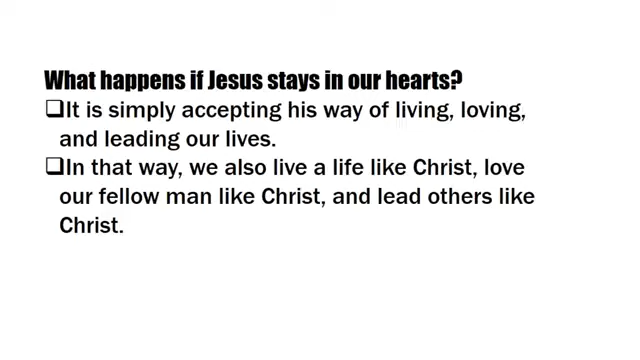 What happens if Jesus stays in our hearts?
❑It is simply accepting his way of living, loving,
and leading our lives.
❑In that way, we also live a life like Christ, love
our fellow man like Christ, and lead others like
Christ.